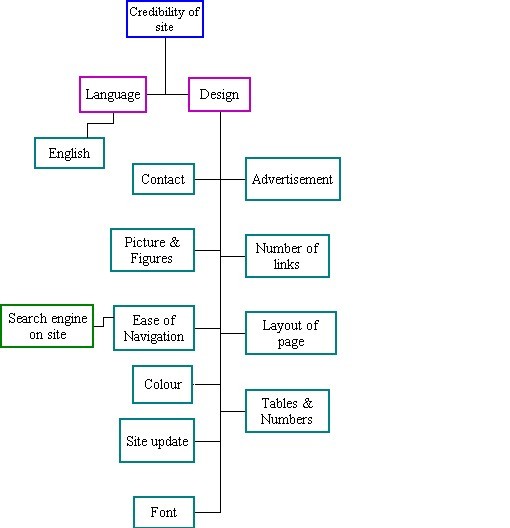 Credibility of
site
Language
Design
English
Contact
Advertisement
Picture &
Figures
Number of
links
Search engine
on site
Ease of
Navigation
Layout of
page
Colour
Tables &
Numbers
Site update
Font